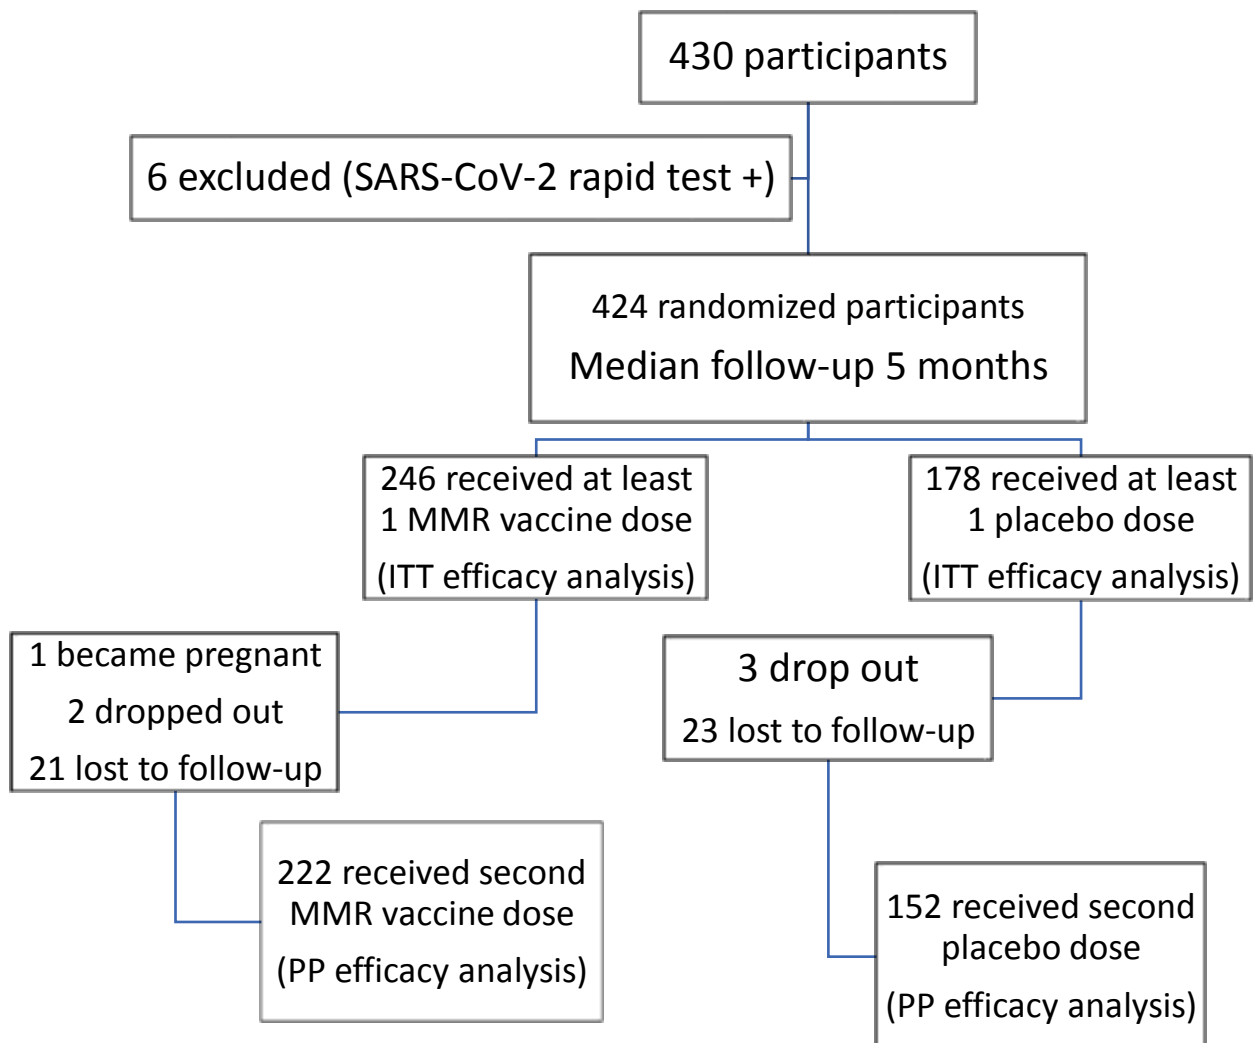 430 participants
6 excluded (SARS-CoV-2 rapid test +)
424 randomized participants
Median follow-up 5 months
246 received at least
1 MMR vaccine dose
(ITT efficacy analysis)
178 received at least
1 placebo dose
(ITT efficacy analysis)
1 became pregnant
2 dropped out
21 lost to follow-up
3 drop out
23 lost to follow-up
222 received second
MMR vaccine dose
(PP efficacy analysis)
152 received second
placebo dose
(PP efficacy analysis)